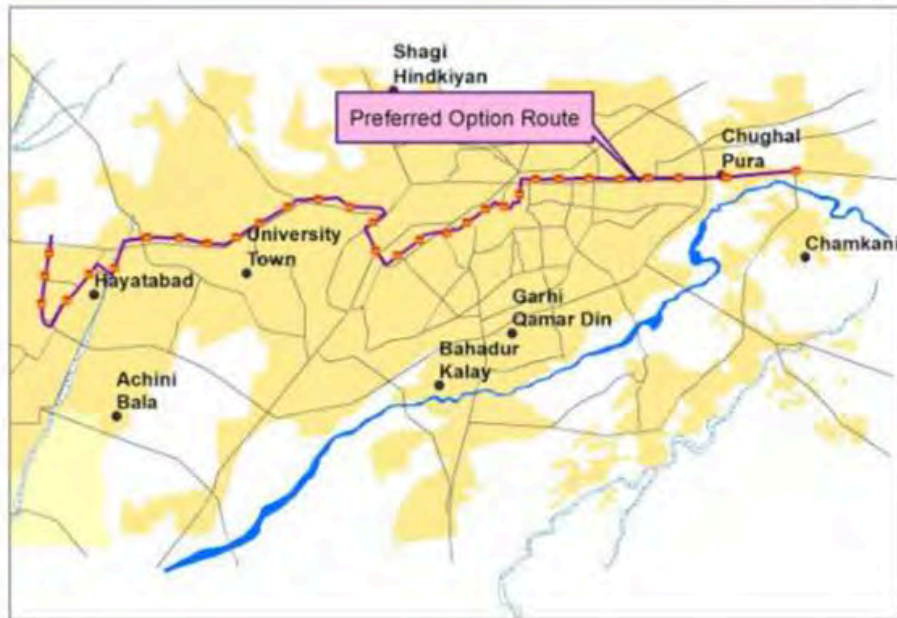 Shagi
Hindkiyan
Preferred Option Route
Chughal
Pura
University
Town
Chamkani
Hayatabad
Garhi
Qamar Din
Bahadur
Kalay
Achini
Bala